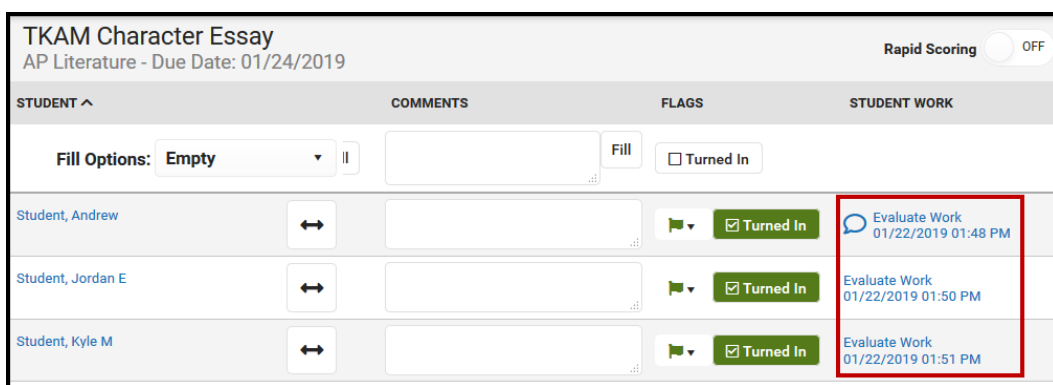 TKAM Character Essay
AP Literature - Due Date: 01/24/2019
Rapid Scoring OFF
STUDENT COMMENTS FLAGS STUDENT WORK
Fill Options: Empty Fill Turned In
Student, Andrew Turned In Evaluate Work
01/22/2019 01:48 PM
Student, Jordan E Turned In Evaluate Work
01/22/2019 01:50 PM
Student, Kyle M Turned In Evaluate Work
01/22/2019 01:51 PM